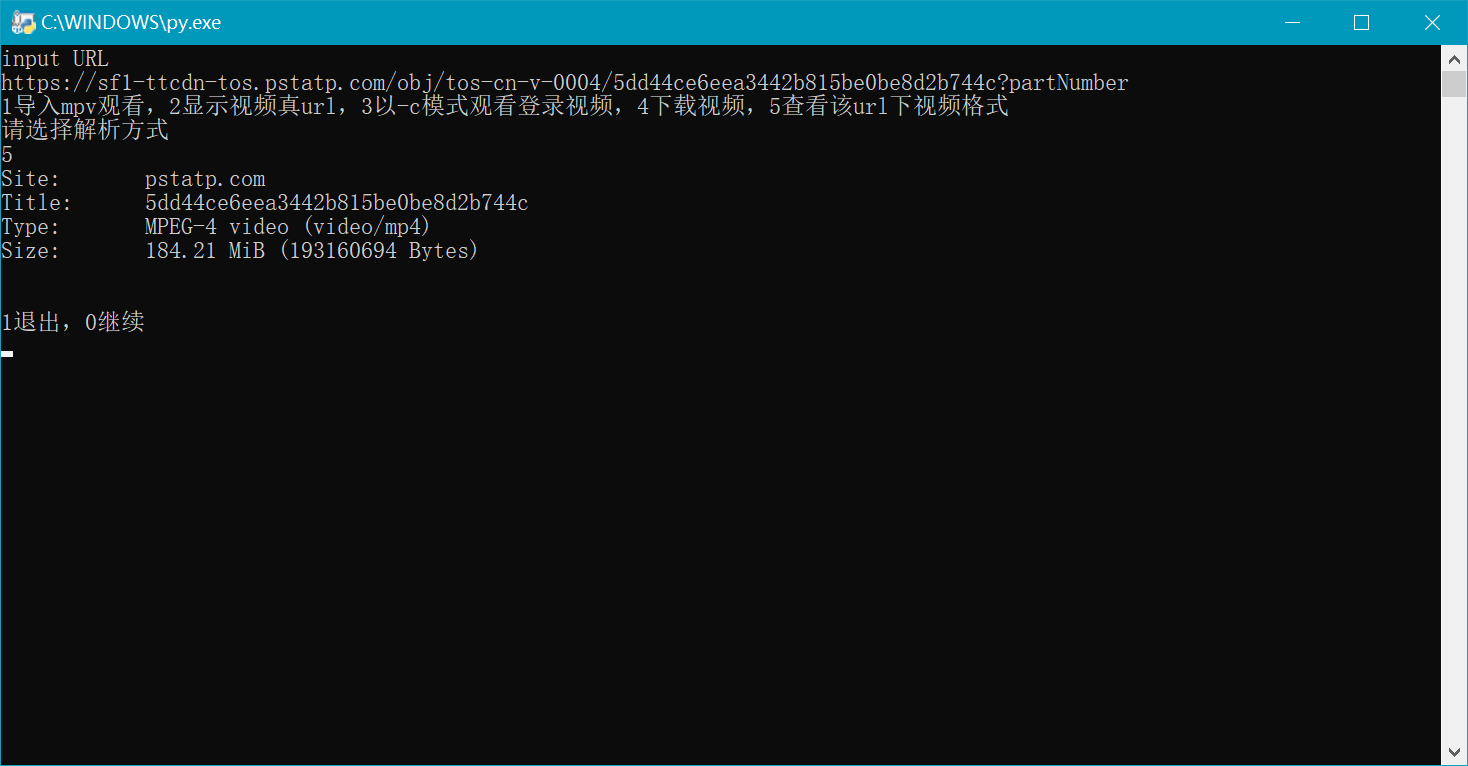 C:\WINDOWS\py.exe
input URL
https://sf1-ttcdn-tos.pstatp.com/obj/tos-cn-v-0004/5dd44ce6eea3442b815be0be8d2b744c?partNumber
1导入mpv观看，2显示视频真url，3以-c模式观看登录视频，4下载视频，5查看该url下视频格式
请选择解析方式
5
Site:       pstatp.com
Title:      5dd44ce6eea3442b815be0be8d2b744c
Type:       MPEG-4 video (video/mp4)
Size:       184.21 MiB (193160694 Bytes)
1退出，0继续